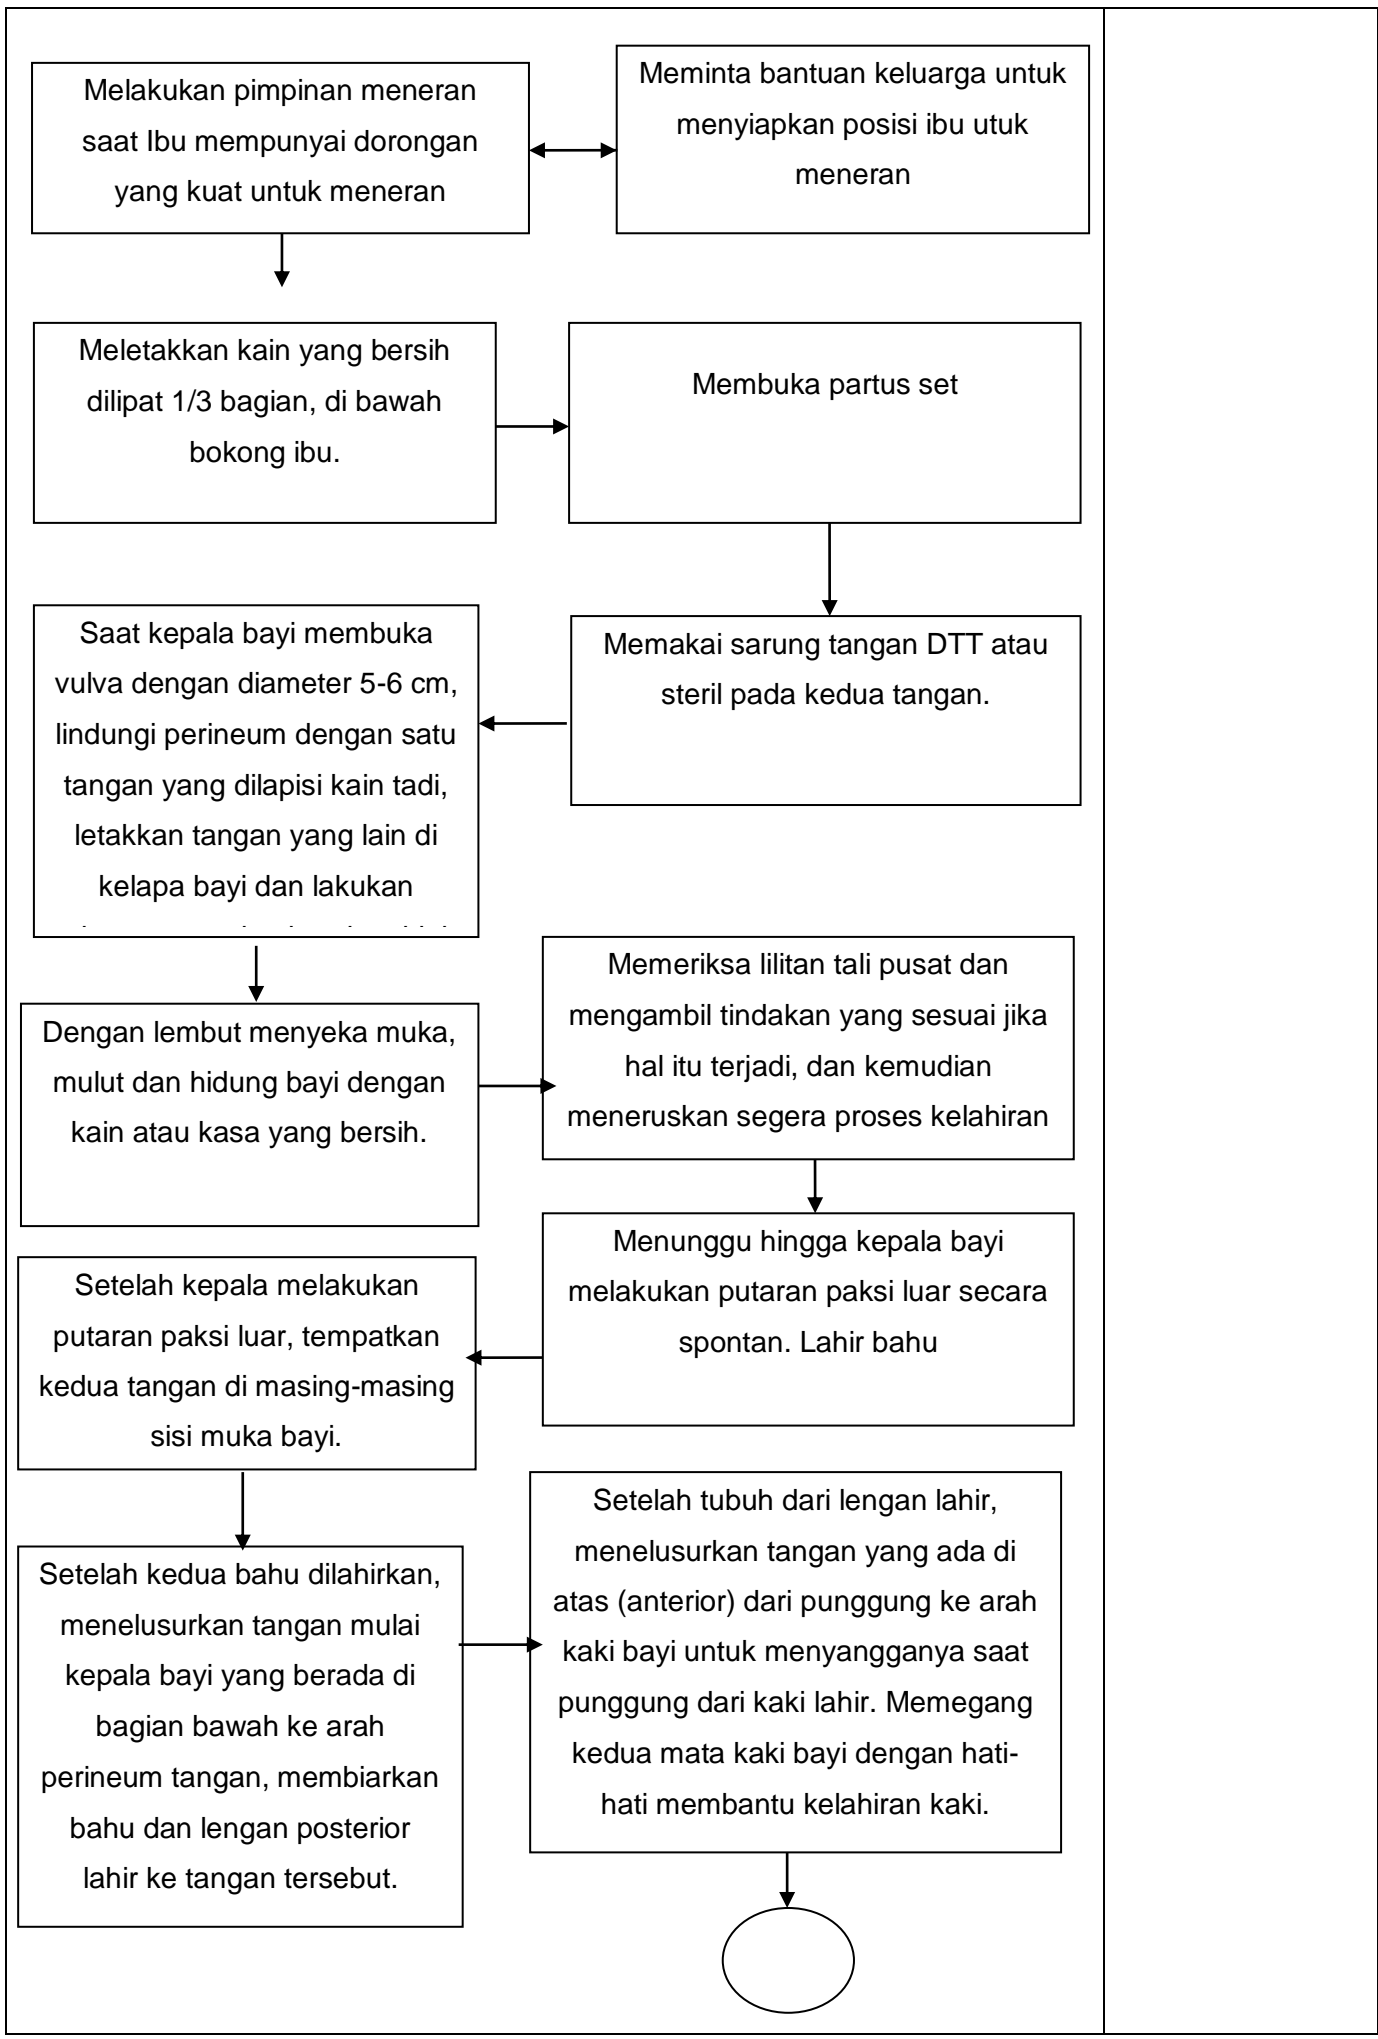 Melakukan pimpinan meneran
saat Ibu mempunyai dorongan
yang kuat untuk meneran
Meminta bantuan keluarga untuk
menyiapkan posisi ibu utuk
meneran
Meletakkan kain yang bersih
dilipat 1/3 bagian, di bawah
bokong ibu.
Membuka partus set
Memakai sarung tangan DTT atau
steril pada kedua tangan.
Saat kepala bayi membuka
vulva dengan diameter 5-6 cm,
lindungi perineum dengan satu
tangan yang dilapisi kain tadi,
letakkan tangan yang lain di
kelapa bayi dan lakukan
Dengan lembut menyeka muka,
mulut dan hidung bayi dengan
kain atau kasa yang bersih.
Memeriksa lilitan tali pusat dan
mengambil tindakan yang sesuai jika
hal itu terjadi, dan kemudian
meneruskan segera proses kelahiran
Menunggu hingga kepala bayi
melakukan putaran paksi luar secara
spontan. Lahir bahu
Setelah kepala melakukan
putaran paksi luar, tempatkan
kedua tangan di masing-masing
sisi muka bayi.
Setelah kedua bahu dilahirkan,
menelusurkan tangan mulai
kepala bayi yang berada di
bagian bawah ke arah
perineum tangan, membiarkan
bahu dan lengan posterior
lahir ke tangan tersebut.
Setelah tubuh dari lengan lahir,
menelusurkan tangan yang ada di
atas (anterior) dari punggung ke arah
kaki bayi untuk menyangganya saat
punggung dari kaki lahir. Memegang
kedua mata kaki bayi dengan hati-
hati membantu kelahiran kaki.